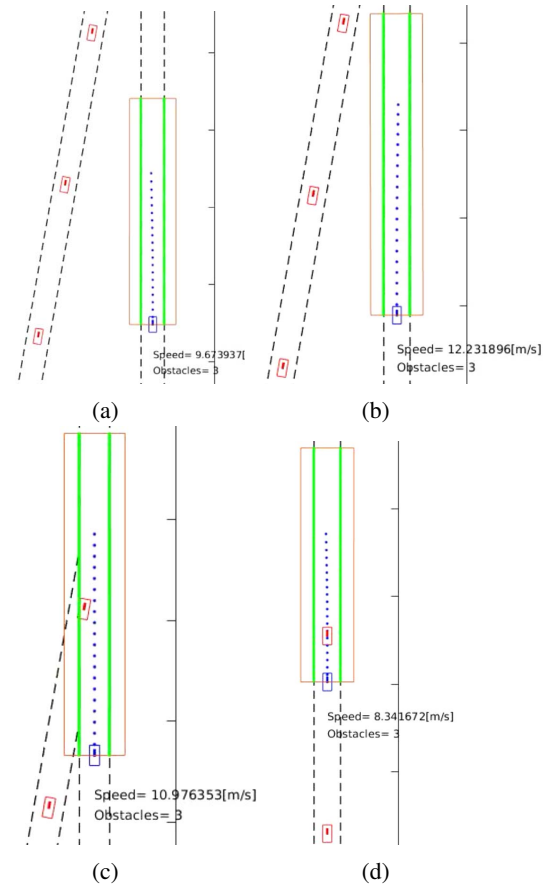 Speed= 9.673937[
Obstacles= 3
Speed= 12.231896[m/s]
Obstacles= 3
(a)
(b)
Speed= 10.976353[m/s]
Obstacles= 3
Speed= 8.341672[m/s]
Obstacles= 3
(c)
(d)